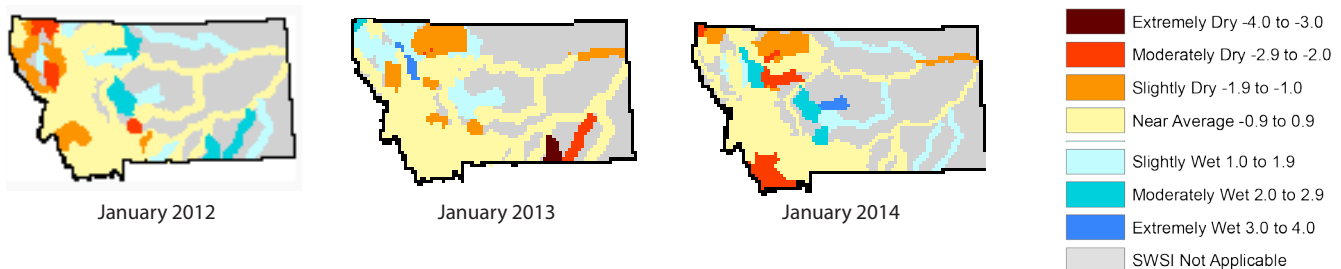 January 2012
January 2013
January 2014
Extremely Dry -4.0 to -3.0
Moderately Dry -2.9 to -2.0
Slightly Dry -1.9 to -1.0
Near Average -0.9 to 0.9
Slightly Wet 1.0 to 1.9
Moderately Wet 2.0 to 2.9
Extremely Wet 3.0 to 4.0
SWSI Not Applicable